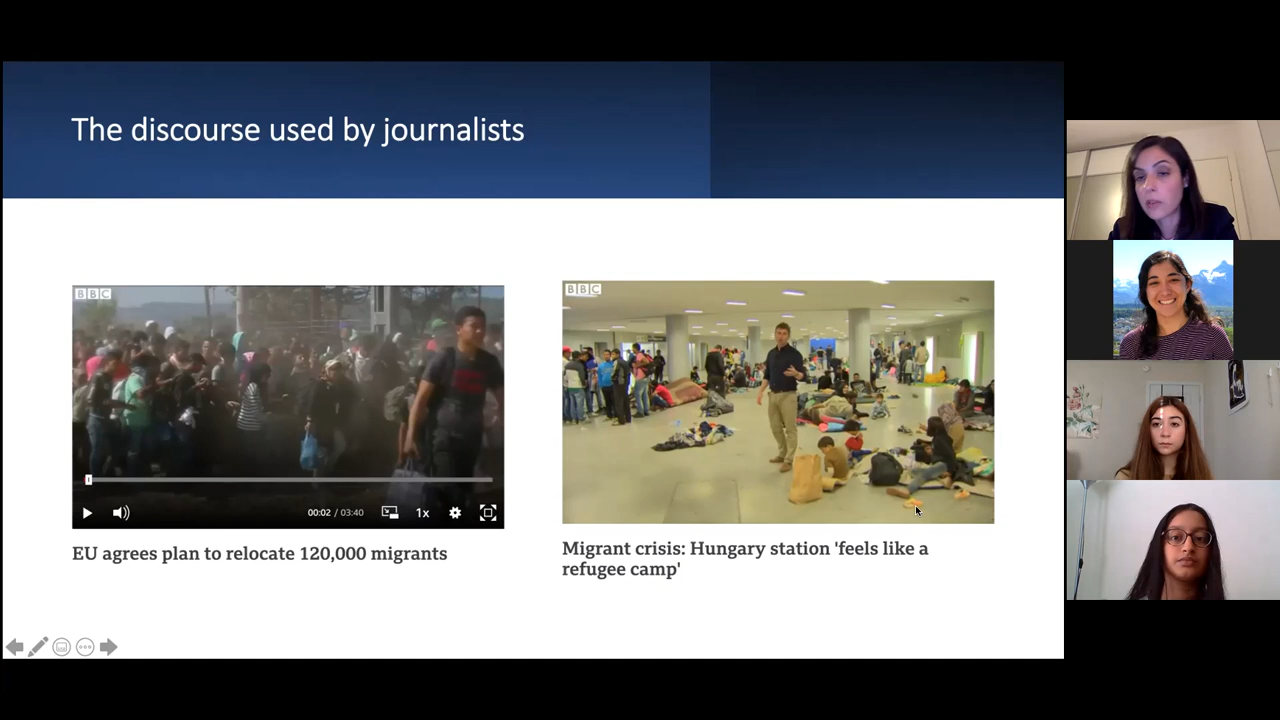 The discourse used by journalists
BBC
BBC
00:02 / 03:40
1x
EU agrees plan to relocate 120,000 migrants
Migrant crisis: Hungary station 'feels like a
refugee camp'